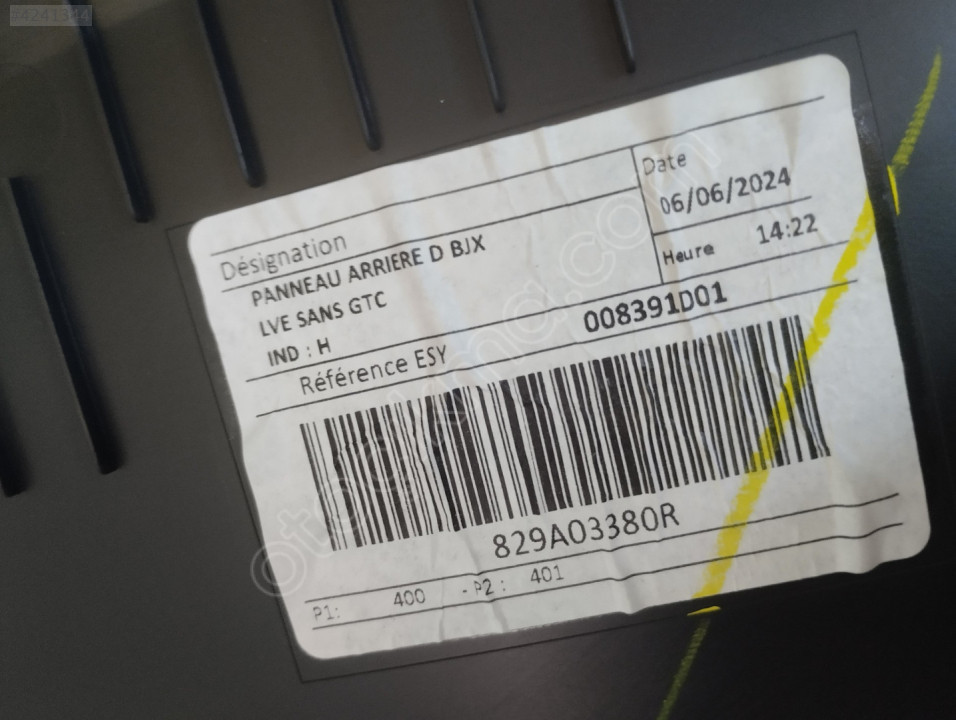 #4241344
Désignation
PANNEAU ARRIERE D BJX
LVE SANS GTC
IND : H
Date
06/06/2024
Heure 14:22
Référence ESY 008391D01
829A03380R
P1: 400 - P2 : 401